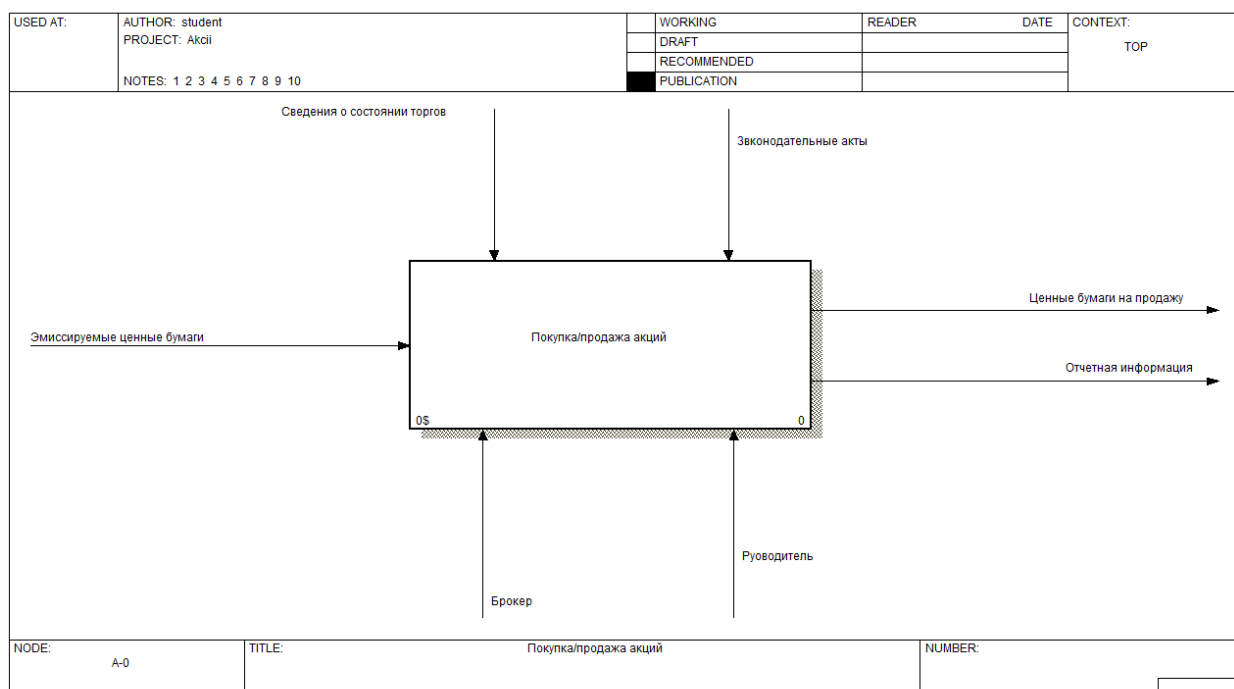 USED AT:
AUTHOR: student
PROJECT: Akcii
NOTES: 1 2 3 4 5 6 7 8 9 10
WORKING
DRAFT
RECOMMENDED
PUBLICATION
READER DATE
CONTEXT:
TOP
Сведения о состоянии торгов
Звконодательные акты
Эмиссируемые ценные бумаги
Покупка/продажа акций
0$ 0
Ценные бумаги на продажу
Отчетная информация
Брокер
Руоводитель
NODE:
A-0
TITLE:
Покупка/продажа акций
NUMBER: